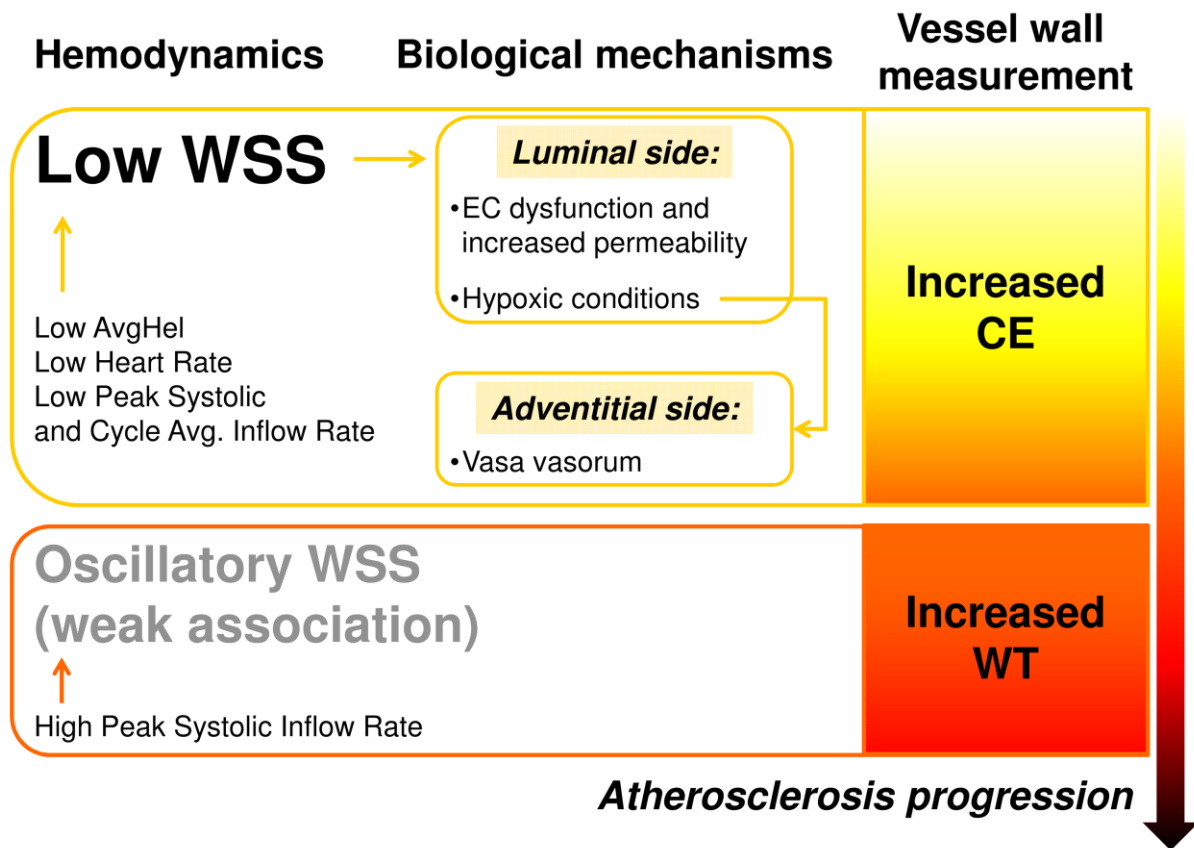 Hemodynamics
Biological mechanisms
Vessel wall
measurement
Low WSS
Low AvgHel
Low Heart Rate
Low Peak Systolic
and Cycle Avg. Inflow Rate
Luminal side:
•EC dysfunction and
increased permeability
•Hypoxic conditions
Adventitial side:
•Vasa vasorum
Increased
CE
Oscillatory WSS
(weak association)
High Peak Systolic Inflow Rate
Increased
WT
Atherosclerosis progression